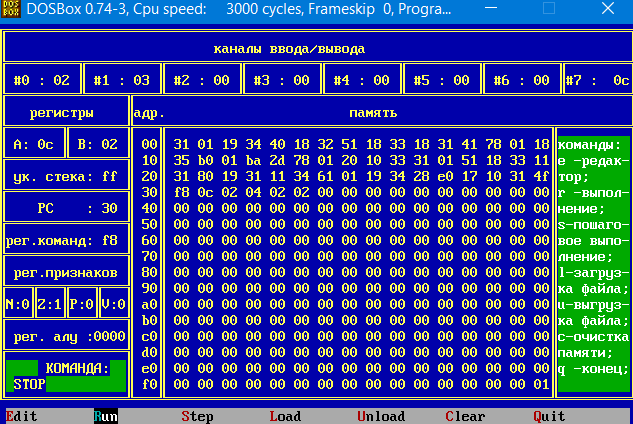 DOSBox 0.74-3, Cpu speed: 3000 cycles, Frameskip 0, Progra...
каналы ввода/вывода
#0 : 02 #1 : 03 #2 : 00 #3 : 00 #4 : 00 #5 : 00 #6 : 00 #7 : 0c
регистры адр. память
A: 0c B: 02 00 31 01 19 34 40 18 32 51 18 33 18 31 41 78 01 18 команды:
10 35 b0 01 ba 2d 78 01 20 10 33 31 01 51 18 33 11 e -редак-
ук. стека: ff 20 31 80 19 31 11 34 61 01 19 34 28 e0 17 10 31 4f тор;
30 f8 0c 02 04 02 02 00 00 00 00 00 00 00 00 00 00 r -выпол-
PC : 30 40 00 00 00 00 00 00 00 00 00 00 00 00 00 00 00 00 нение;
50 00 00 00 00 00 00 00 00 00 00 00 00 00 00 00 00 s-пошаго-
рег.команд: f8 60 00 00 00 00 00 00 00 00 00 00 00 00 00 00 00 00 вое выпо-
70 00 00 00 00 00 00 00 00 00 00 00 00 00 00 00 00 лнение;
рег.признаков 80 00 00 00 00 00 00 00 00 00 00 00 00 00 00 00 00 l-загруз-
90 00 00 00 00 00 00 00 00 00 00 00 00 00 00 00 00 ка файла;
N:0 Z:1 P:0 V:0 a0 00 00 00 00 00 00 00 00 00 00 00 00 00 00 00 00 u-выгруз-
b0 00 00 00 00 00 00 00 00 00 00 00 00 00 00 00 00 ка файла;
рег. алу :0000 c0 00 00 00 00 00 00 00 00 00 00 00 00 00 00 00 00 c-очистка
d0 00 00 00 00 00 00 00 00 00 00 00 00 00 00 00 00 памяти;
КОМАНДА: e0 00 00 00 00 00 00 00 00 00 00 00 00 00 00 00 00 q -конец;
STOP f0 00 00 00 00 00 00 00 00 00 00 00 00 00 00 00 01
Edit Run Step Load Unload Clear Quit